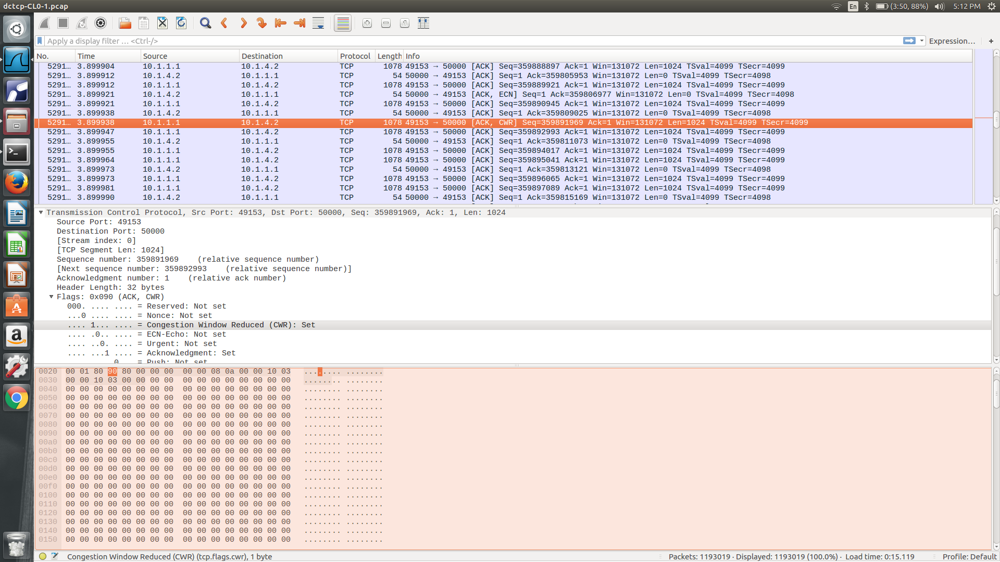 dctcp-CL0-1.pcap En (3:50, 88%) 5:12 PM
Apply a display filter … <Ctrl-/> Expression… +
No. Time Source Destination Protocol Length Info
5291… 3.899904 10.1.1.1 10.1.4.2 TCP 1078 49153 → 50000 [ACK] Seq=359888897 Ack=1 Win=131072 Len=1024 TSval=4099 TSecr=4099
5291… 3.899912 10.1.4.2 10.1.1.1 TCP 54 50000 → 49153 [ACK] Seq=1 Ack=359805953 Win=131072 Len=0 TSval=4099 TSecr=4098
5291… 3.899912 10.1.1.1 10.1.4.2 TCP 1078 49153 → 50000 [ACK] Seq=359889921 Ack=1 Win=131072 Len=1024 TSval=4099 TSecr=4099
5291… 3.899921 10.1.4.2 10.1.1.1 TCP 54 50000 → 49153 [ACK, ECN] Seq=1 Ack=359806977 Win=131072 Len=0 TSval=4099 TSecr=4098
5291… 3.899921 10.1.1.1 10.1.4.2 TCP 1078 49153 → 50000 [ACK] Seq=359890945 Ack=1 Win=131072 Len=1024 TSval=4099 TSecr=4099
5291… 3.899938 10.1.4.2 10.1.1.1 TCP 54 50000 → 49153 [ACK] Seq=1 Ack=359809025 Win=131072 Len=0 TSval=4099 TSecr=4098
5291… 3.899938 10.1.1.1 10.1.4.2 TCP 1078 49153 → 50000 [ACK, CWR] Seq=359891969 Ack=1 Win=131072 Len=1024 TSval=4099 TSecr=4099
5291… 3.899947 10.1.1.1 10.1.4.2 TCP 1078 49153 → 50000 [ACK] Seq=359892993 Ack=1 Win=131072 Len=1024 TSval=4099 TSecr=4099
5291… 3.899955 10.1.4.2 10.1.1.1 TCP 54 50000 → 49153 [ACK] Seq=1 Ack=359811073 Win=131072 Len=0 TSval=4099 TSecr=4098
5291… 3.899955 10.1.1.1 10.1.4.2 TCP 1078 49153 → 50000 [ACK] Seq=359894017 Ack=1 Win=131072 Len=1024 TSval=4099 TSecr=4099
5291… 3.899964 10.1.1.1 10.1.4.2 TCP 1078 49153 → 50000 [ACK] Seq=359895041 Ack=1 Win=131072 Len=1024 TSval=4099 TSecr=4099
5291… 3.899973 10.1.4.2 10.1.1.1 TCP 54 50000 → 49153 [ACK] Seq=1 Ack=359813121 Win=131072 Len=0 TSval=4099 TSecr=4098
5291… 3.899973 10.1.1.1 10.1.4.2 TCP 1078 49153 → 50000 [ACK] Seq=359896065 Ack=1 Win=131072 Len=1024 TSval=4099 TSecr=4099
5291… 3.899981 10.1.1.1 10.1.4.2 TCP 1078 49153 → 50000 [ACK] Seq=359897089 Ack=1 Win=131072 Len=1024 TSval=4099 TSecr=4099
5291… 3.899990 10.1.4.2 10.1.1.1 TCP 54 50000 → 49153 [ACK] Seq=1 Ack=359815169 Win=131072 Len=0 TSval=4099 TSecr=4098
Transmission Control Protocol, Src Port: 49153, Dst Port: 50000, Seq: 359891969, Ack: 1, Len: 1024
Source Port: 49153
Destination Port: 50000
[Stream index: 0]
[TCP Segment Len: 1024]
Sequence number: 359891969 (relative sequence number)
[Next sequence number: 359892993 (relative sequence number)]
Acknowledgment number: 1 (relative ack number)
Header Length: 32 bytes
Flags: 0x090 (ACK, CWR)
000. .... .... = Reserved: Not set
...0 .... .... = Nonce: Not set
.... 1... .... = Congestion Window Reduced (CWR): Set
.... .0.. .... = ECN-Echo: Not set
.... ..0. .... = Urgent: Not set
.... ...1 .... = Acknowledgment: Set
.... .... 0... = Push: Not set
0020 00 01 80 90 80 00 00 00 00 00 08 0a 00 00 10 03 ........ ........
0030 00 00 10 03 00 00 00 00 00 00 00 00 00 00 00 00 ........ ........
0040 00 00 00 00 00 00 00 00 00 00 00 00 00 00 00 00 ........ ........
0050 00 00 00 00 00 00 00 00 00 00 00 00 00 00 00 00 ........ ........
0060 00 00 00 00 00 00 00 00 00 00 00 00 00 00 00 00 ........ ........
0070 00 00 00 00 00 00 00 00 00 00 00 00 00 00 00 00 ........ ........
0080 00 00 00 00 00 00 00 00 00 00 00 00 00 00 00 00 ........ ........
0090 00 00 00 00 00 00 00 00 00 00 00 00 00 00 00 00 ........ ........
00a0 00 00 00 00 00 00 00 00 00 00 00 00 00 00 00 00 ........ ........
00b0 00 00 00 00 00 00 00 00 00 00 00 00 00 00 00 00 ........ ........
00c0 00 00 00 00 00 00 00 00 00 00 00 00 00 00 00 00 ........ ........
00d0 00 00 00 00 00 00 00 00 00 00 00 00 00 00 00 00 ........ ........
00e0 00 00 00 00 00 00 00 00 00 00 00 00 00 00 00 00 ........ ........
00f0 00 00 00 00 00 00 00 00 00 00 00 00 00 00 00 00 ........ ........
0100 00 00 00 00 00 00 00 00 00 00 00 00 00 00 00 00 ........ ........
0110 00 00 00 00 00 00 00 00 00 00 00 00 00 00 00 00 ........ ........
0120 00 00 00 00 00 00 00 00 00 00 00 00 00 00 00 00 ........ ........
0130 00 00 00 00 00 00 00 00 00 00 00 00 00 00 00 00 ........ ........
0140 00 00 00 00 00 00 00 00 00 00 00 00 00 00 00 00 ........ ........
0150 00 00 00 00 00 00 00 00 00 00 00 00 00 00 00 00 ........ ........
Congestion Window Reduced (CWR) (tcp.flags.cwr), 1 byte Packets: 1193019 · Displayed: 1193019 (100.0%) · Load time: 0:15.119 Profile: Default